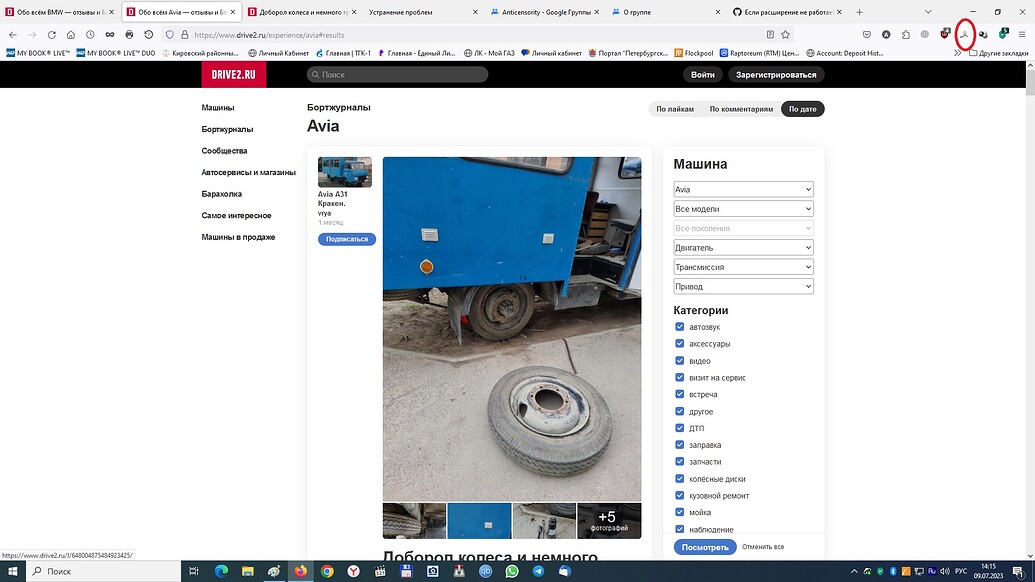 Обо всём BMW — отзывы и Бо
Обо всём Avia — отзывы и Бо
Доборол колеса и немного гр
Устранение проблем
Anticensority - Google Группы
О группе
Если расширение не работае
https://www.drive2.ru/experience/avia#results
MY BOOK® LIVE™
MY BOOK® LIVE™ DUO
Кировский районны...
Личный Кабинет
Главная | ТГК-1
Главная - Единый Ли...
ЛК - Мой ГАЗ
Личный кабинет
Портал "Петербургск...
Flockpool
Raptoreum (RTM) Цен...
Account: Deposit Hist...
Другие закладки
DRIVE2.RU
Поиск
Войти
Зарегистрироваться
Машины
Бортжурналы
Сообщества
Автосервисы и магазины
Барахолка
Самое интересное
Машины в продаже
Бортжурналы
Avia
По лайкам
По комментариям
По дате
Avia A31
Кракен.
vrya
1 месяц
Подписаться
+5
фотографий
Доборол колеса и немного
Машина
Avia
Все модели
Все поколения
Двигатель
Трансмиссия
Привод
Категории
автозвук
аксессуары
видео
визит на сервис
встреча
другое
ДТП
заправка
запчасти
колёсные диски
кузовной ремонт
мойка
наблюдение
Посмотреть
Отменить все
https://www.drive2.ru/l/648004875484923425/
Поиск
РУС
14:15
09.07.2023